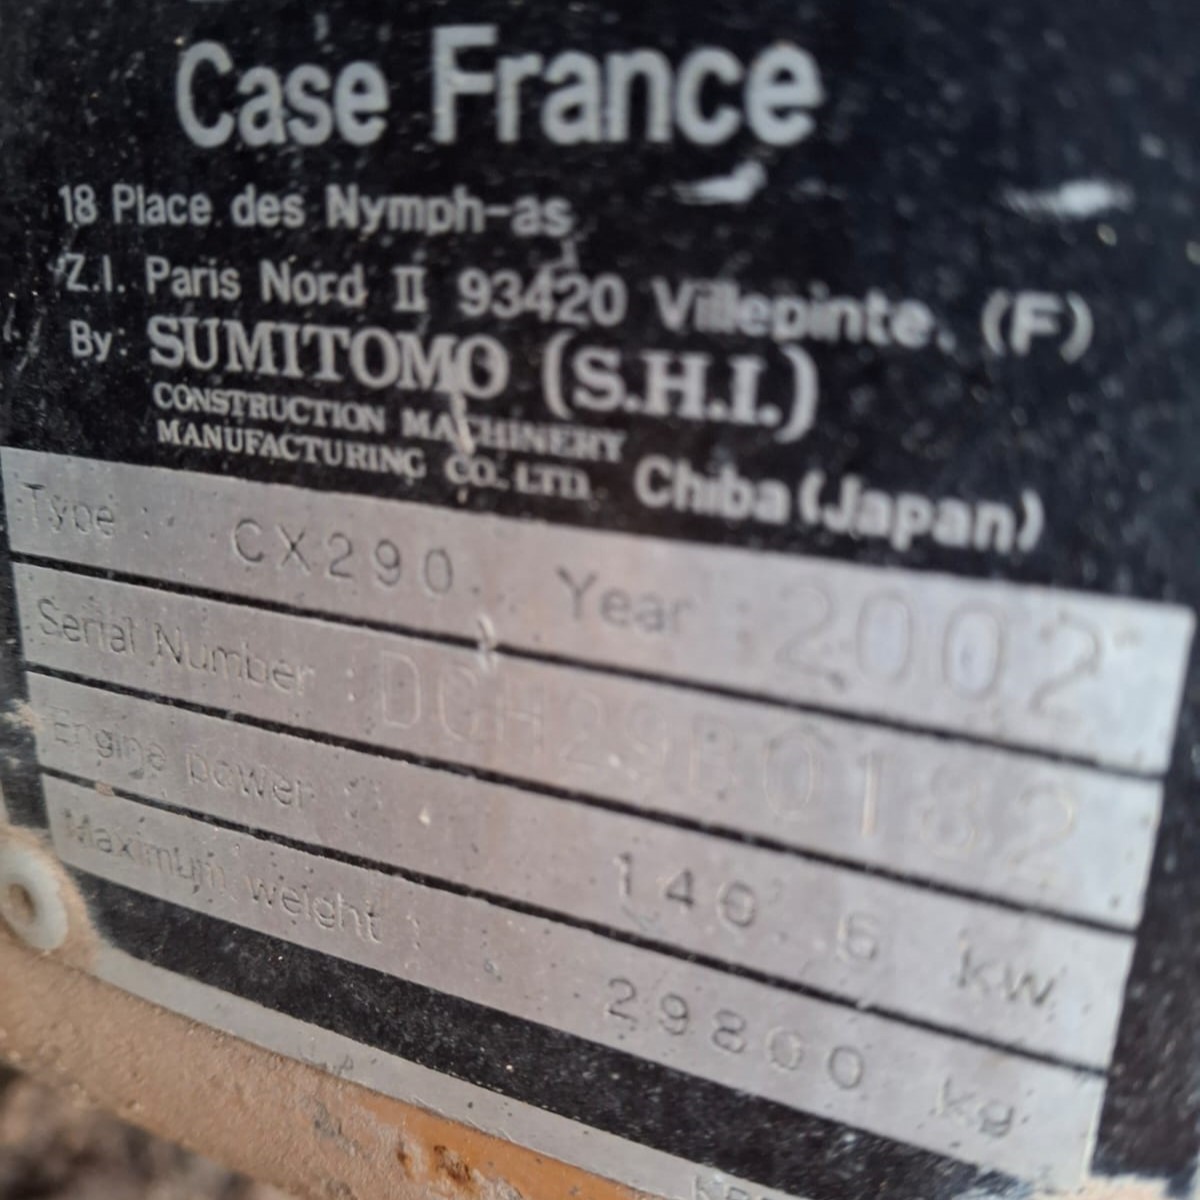 Case France
18 Place des Nymph-as
Z.I. Paris Nord II 93420 Villepinte. (F)
By: SUMITOMO (S.H.I.)
CONSTRUCTION MACHINERY
MANUFACTURING CO. LTD. Chiba (Japan)
Type : CX290 Year : 2002
Serial Number :
Engine power : 140 6 kw
Maximum weight : 29800 kg